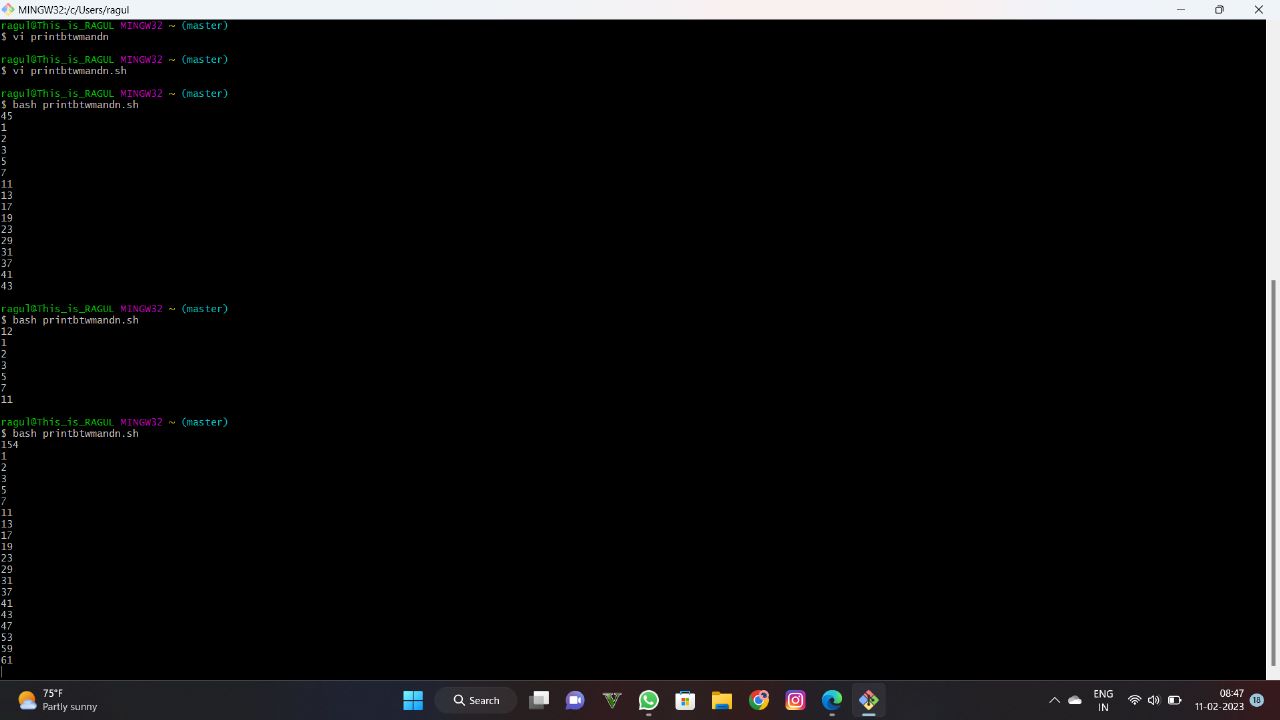 MINGW32:/c/Users/ragul
ragul@This_is_RAGUL MINGW32 ~ (master)
$ vi printbtwmandn
ragul@This_is_RAGUL MINGW32 ~ (master)
$ vi printbtwmandn.sh
ragul@This_is_RAGUL MINGW32 ~ (master)
$ bash printbtwmandn.sh
45
1
2
3
5
7
11
13
17
19
23
29
31
37
41
43
ragul@This_is_RAGUL MINGW32 ~ (master)
$ bash printbtwmandn.sh
12
1
2
3
5
7
11
ragul@This_is_RAGUL MINGW32 ~ (master)
$ bash printbtwmandn.sh
154
1
2
3
5
7
11
13
17
19
23
29
31
37
41
43
47
53
59
61
75°F
Partly sunny
Search
ENG
IN
08:47
11-02-2023
18